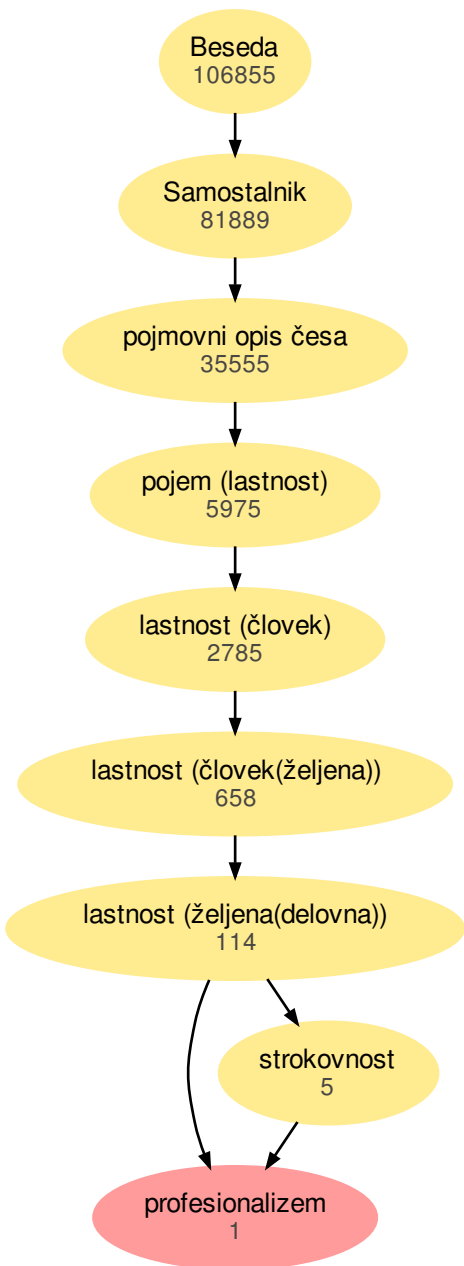 Beseda
106855
Samostalnik
81889
pojmovni opis česa
35555
pojem (lastnost)
5975
lastnost (človek)
2785
lastnost (človek(željena))
658
lastnost (željena(delovna))
114
strokovnost
5
profesionalizem
1